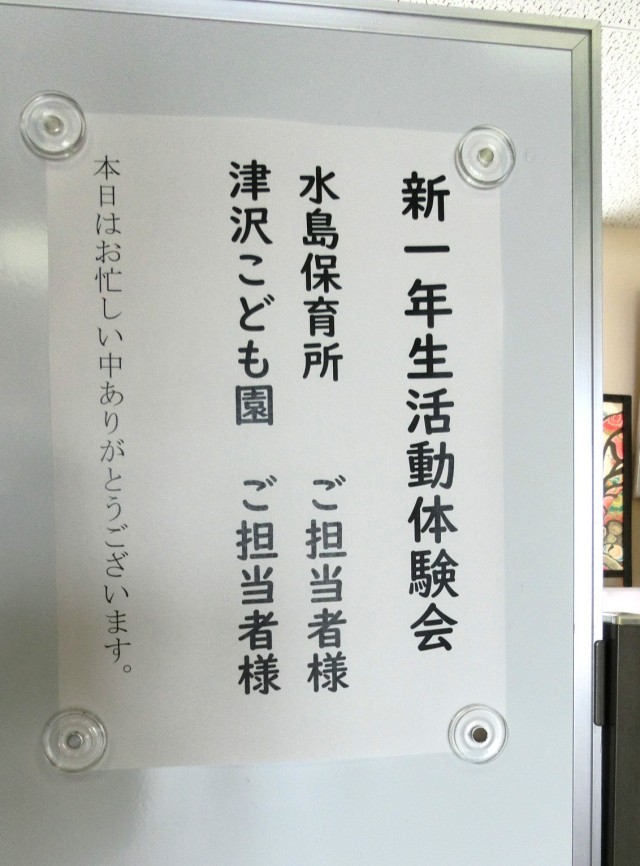 新一年生活動体験会
水島保育所　ご担当者様
津沢こども園　ご担当者様
本日はお忙しい中ありがとうございます。